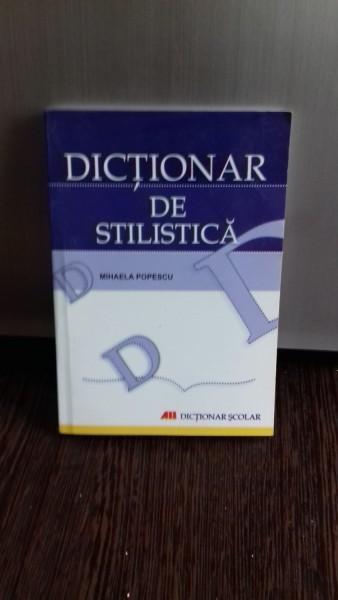 DICȚIONAR
DE
STILISTICĂ
MIHAELA POPESCU
D
D
D
ALL DICȚIONAR ȘCOLAR